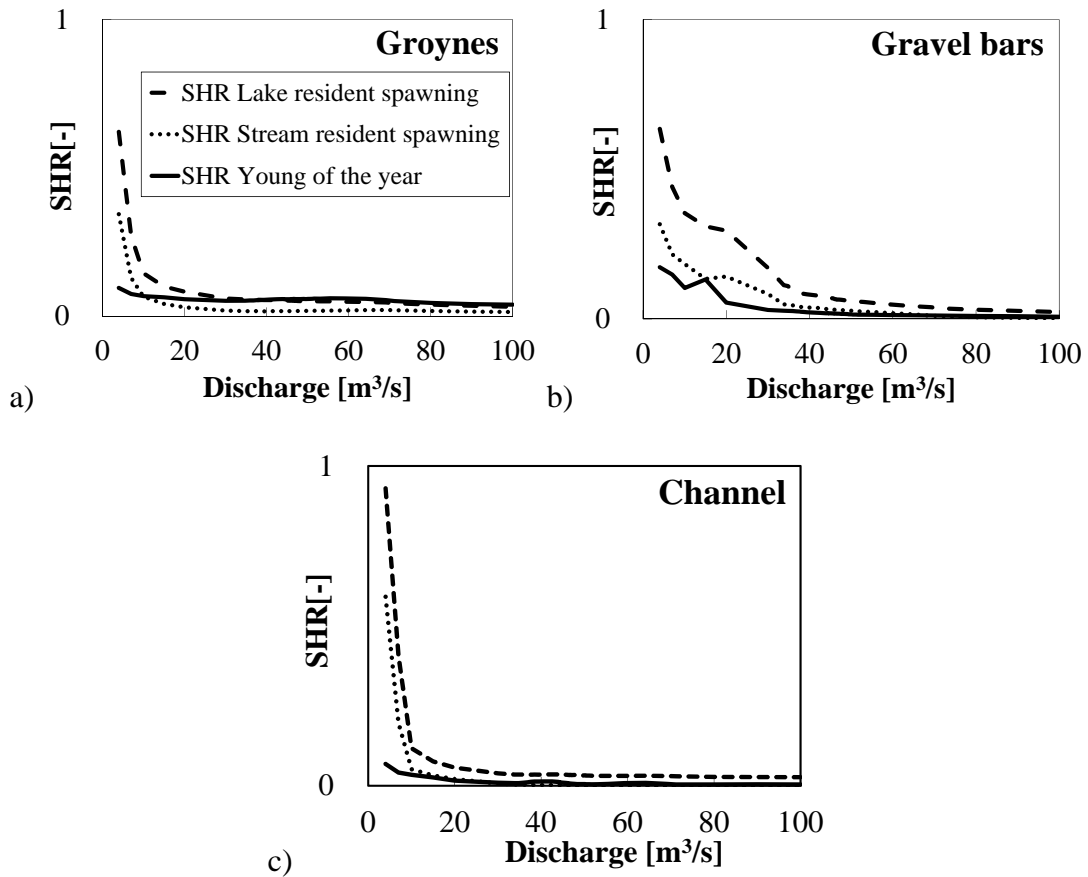 1
Groynes
SHR Lake resident spawning
SHR Stream resident spawning
SHR Young of the year
SHR[-]
0
0 20 40 60 80 100
Discharge [m³/s]
a)
1
Gravel bars
SHR[-]
0
0 20 40 60 80 100
Discharge [m³/s]
b)
1
Channel
SHR[-]
0
0 20 40 60 80 100
Discharge [m³/s]
c)